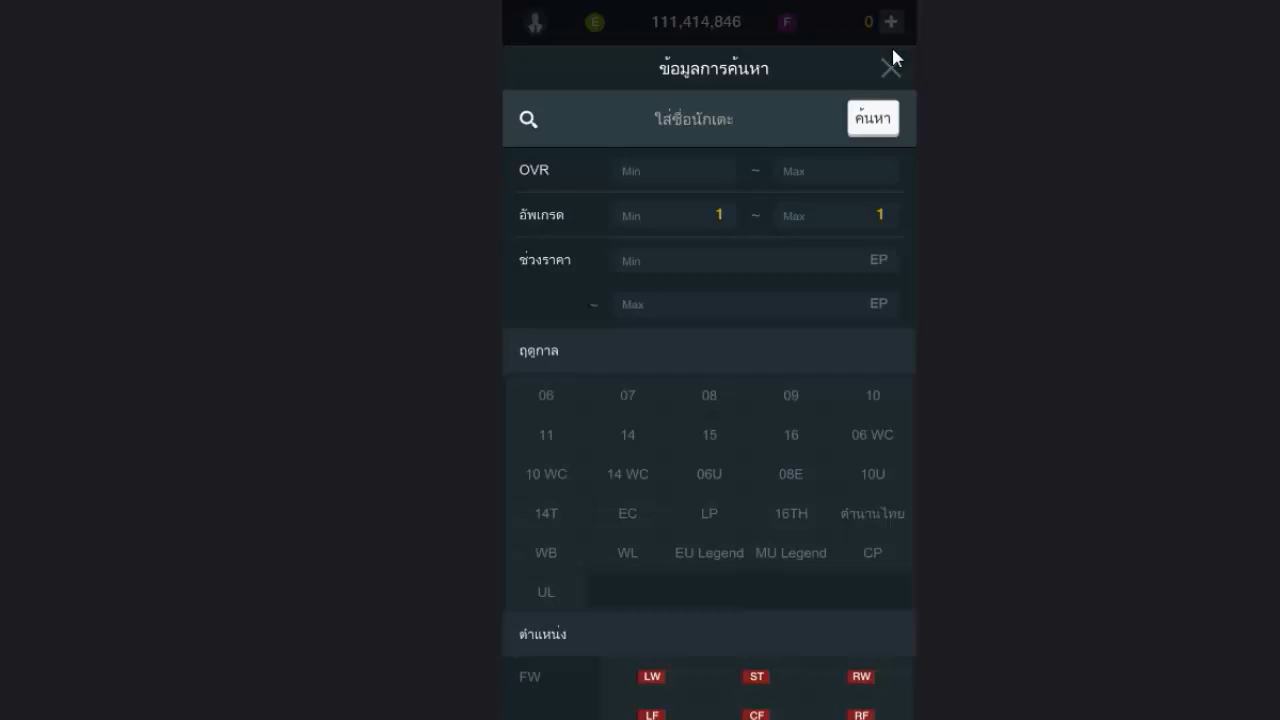 E 111,414,846 F 0 +
ข้อมูลการค้นหา
ใส่ชื่อนักเตะ ค้นหา
OVR Min ~ Max
อัพเกรด Min 1 ~ Max 1
ช่วงราคา Min EP
~ Max EP
ฤดูกาล
06 07 08 09 10
11 14 15 16 06 WC
10 WC 14 WC 06U 08E 10U
14T EC LP 16TH ตำนานไทย
WB WL EU Legend MU Legend CP
UL
ตำแหน่ง
FW LW ST RW
LF CF RF